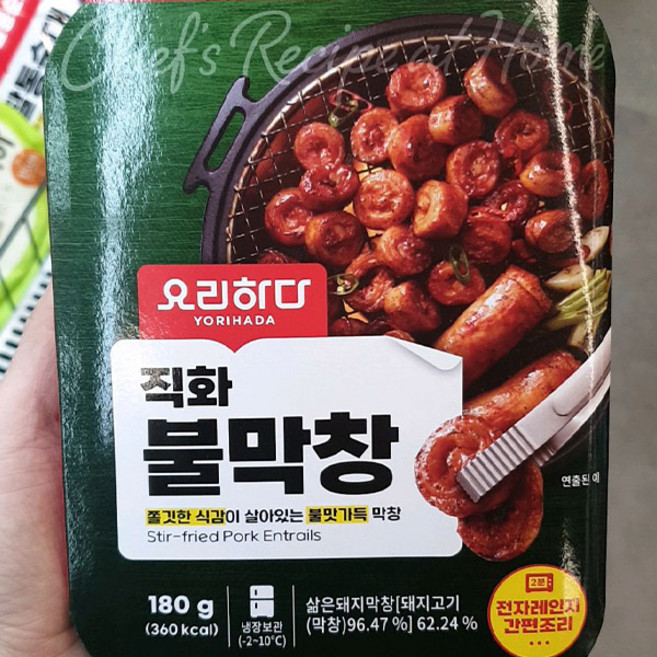 Chef's Recipe at Home
요리하다
YORIHADA
직화
불막창
쫄깃한 식감이 살아있는 불맛가득 막창
Stir-fried Pork Entrails
연출된 이
180 g
(360 kcal)
냉장보관
(-2~10℃)
삶은돼지막창[돼지고기
(막창)96.47 %] 62.24 %
2분
전자레인지
간편조리